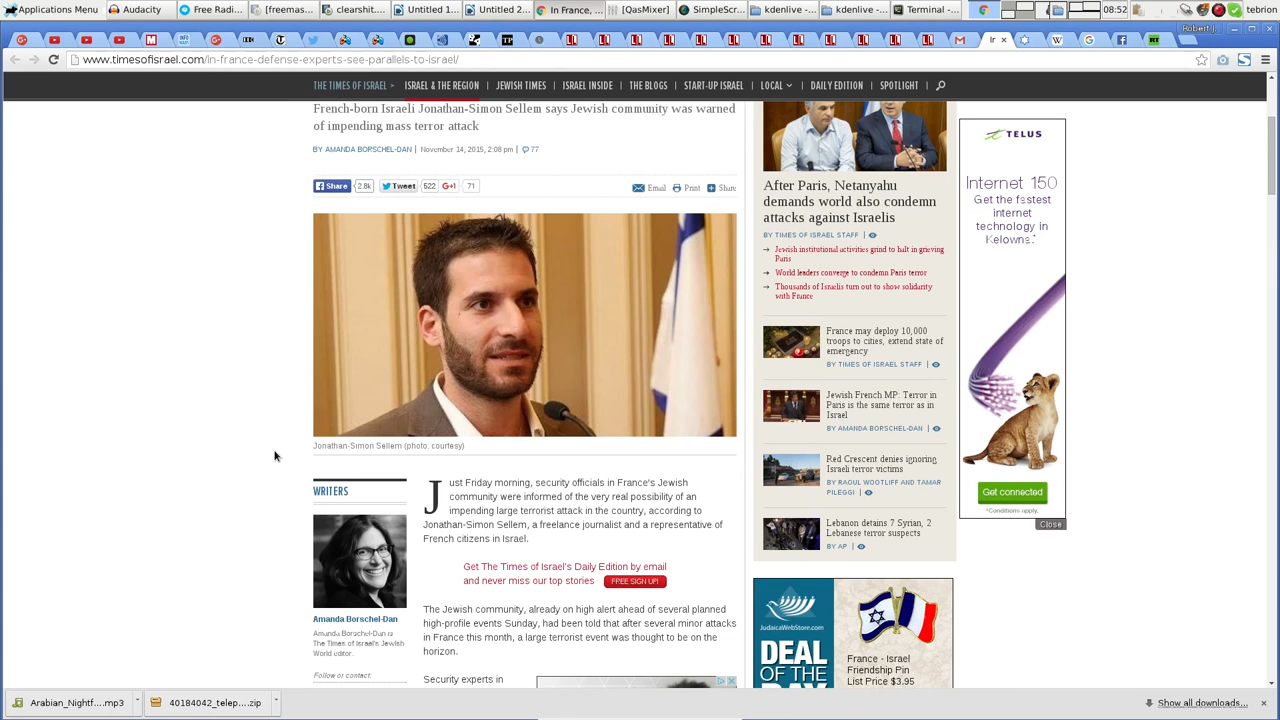 Applications Menu
Audacity
Free Radi...
[freemas...
clearshit....
Untitled 1...
Untitled 2...
In France, ...
[QasMixer]
SimpleScr...
kdenlive - ...
kdenlive - ...
Terminal - ...
08:52
tebrion
Robert J.
www.timesofisrael.com/in-france-defense-experts-see-parallels-to-israel/
THE TIMES OF ISRAEL >
ISRAEL & THE REGION
JEWISH TIMES
ISRAEL INSIDE
THE BLOGS
START-UP ISRAEL
LOCAL
DAILY EDITION
SPOTLIGHT
French-born Israeli Jonathan-Simon Sellem says Jewish community was warned
of impending mass terror attack
BY AMANDA BORSCHEL-DAN | November 14, 2015, 2:08 pm | 77
Share 2.8k Tweet 522 G+1 71
Email Print Share
Jonathan-Simon Sellem (photo: courtesy)
WRITERS
Amanda Borschel-Dan
Amanda Borschel-Dan is
The Times of Israel's Jewish
World editor.
Follow or contact:
Just Friday morning, security officials in France's Jewish
community were informed of the very real possibility of an
impending large terrorist attack in the country, according to
Jonathan-Simon Sellem, a freelance journalist and a representative of
French citizens in Israel.
Get The Times of Israel's Daily Edition by email
and never miss our top stories FREE SIGN UP!
The Jewish community, already on high alert ahead of several planned
high-profile events Sunday, had been told that after several minor attacks
in France this month, a large terrorist event was thought to be on the
horizon.
Security experts in
After Paris, Netanyahu
demands world also condemn
attacks against Israelis
BY TIMES OF ISRAEL STAFF |
Jewish institutional activities grind to halt in grieving
Paris
World leaders converge to condemn Paris terror
Thousands of Israelis turn out to show solidarity
with France
France may deploy 10,000
troops to cities, extend state of
emergency
BY TIMES OF ISRAEL STAFF |
Jewish French MP: Terror in
Paris is the same terror as in
Israel
BY AMANDA BORSCHEL-DAN |
Red Crescent denies ignoring
Israeli terror victims
BY RAOUL WOOTLIFF AND TAMAR
PILEGGI |
Lebanon detains 7 Syrian, 2
Lebanese terror suspects
BY AP |
JudaicaWebStore.com
DEAL
OF THE
DAY
France - Israel
Friendship Pin
List Price $3.95
TELUS
Internet 150
Get the fastest
internet
technology in
Kelowna.*
Get connected
*Conditions apply.
Close
Arabian_Nightf....mp3
40184042_telep....zip
Show all downloads...